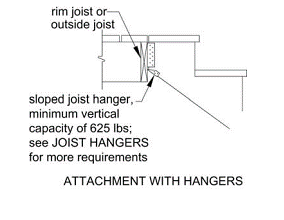 rim joist or
outside joist
sloped joist hanger,
minimum vertical
capacity of 625 lbs;
see JOIST HANGERS
for more requirements
ATTACHMENT WITH HANGERS